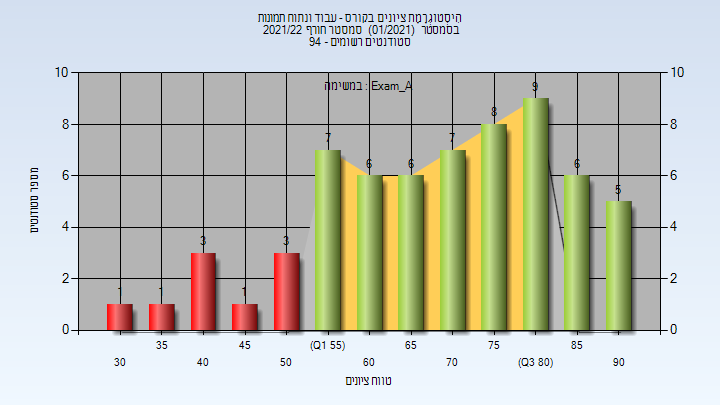 היסטוגרמת ציונים בקורס - עבוד ונתוח תמונות
בסמסטר (01/2021) סמסטר חורף 2021/22
סטודנטים רשומים - 94
במשימה : Exam_A
10 10
8 8
6 6
4 4
2 2
0 0
1 1 3 1 3 7 6 6 7 8 9 6 5
מספר סטודנטים
30 35 40 45 50 (Q1 55) 60 65 70 75 (Q3 80) 85 90
טווח ציונים